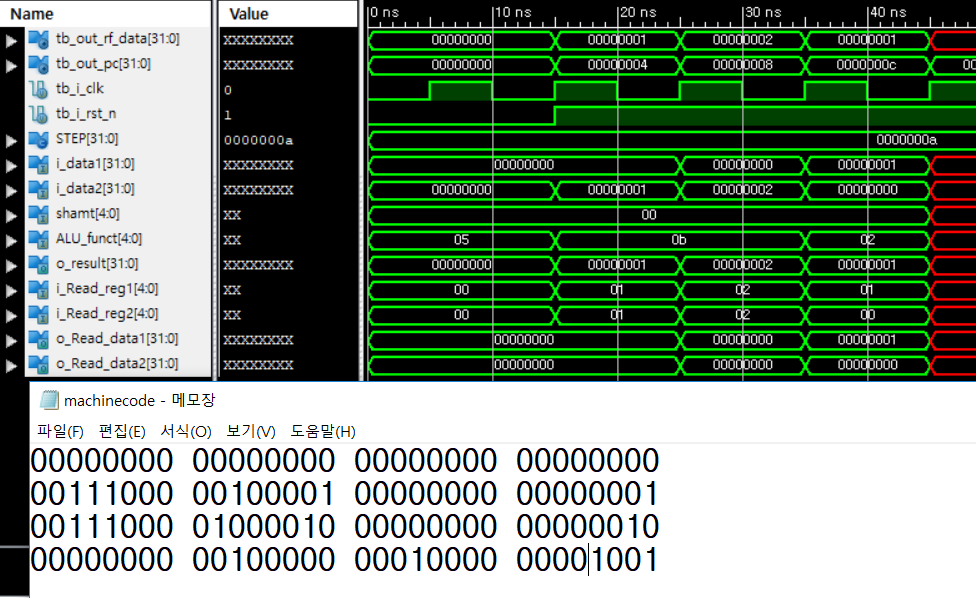 Name Value 0 ns 10 ns 20 ns 30 ns 40 ns
tb_out_rf_data[31:0] XXXXXXXX 00000000 00000001 00000002 00000001
tb_out_pc[31:0] XXXXXXXX 00000000 00000004 00000008 0000000c 00
tb_i_clk 0
tb_i_rst_n 1
STEP[31:0] 0000000a 0000000a
i_data1[31:0] XXXXXXXX 00000000 00000000 00000001
i_data2[31:0] XXXXXXXX 00000000 00000001 00000002 00000000
shamt[4:0] XX 00
ALU_funct[4:0] XX 05 0b 02
o_result[31:0] XXXXXXXX 00000000 00000001 00000002 00000001
i_Read_reg1[4:0] XX 00 01 02 01
i_Read_reg2[4:0] XX 00 01 02 00
o_Read_data1[31:0] XXXXXXXX 00000000 00000000 00000001
o_Read_data2[31:0] XXXXXXXX 00000000 00000000 00000000
machinecode - 메모장
파일(F) 편집(E) 서식(O) 보기(V) 도움말(H)
00000000 00000000 00000000 00000000
00111000 00100001 00000000 00000001
00111000 01000010 00000000 00000010
00000000 00100000 00010000 00001001